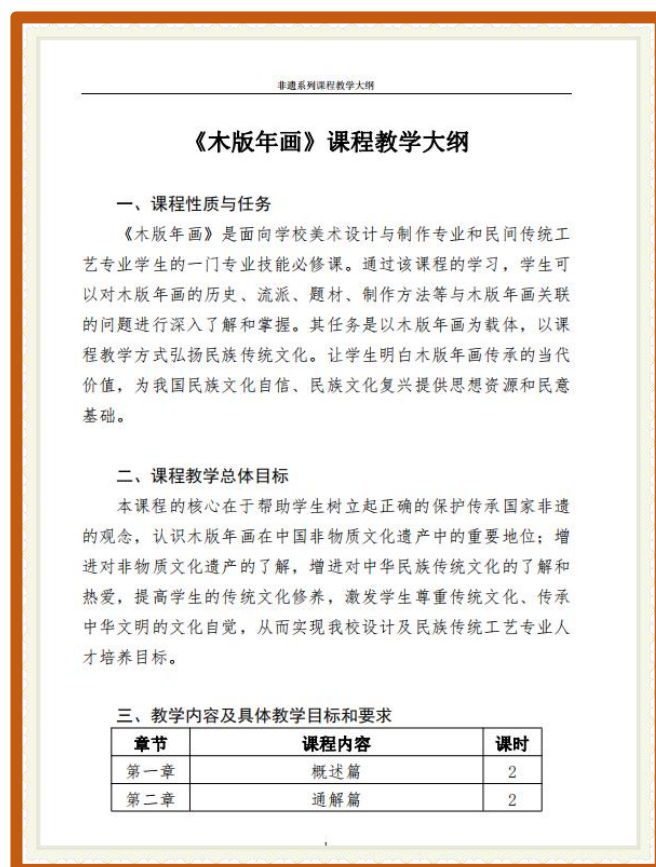 非遗系列课程教学大纲
《木版年画》课程教学大纲
一、课程性质与任务
《木版年画》是面向学校美术设计与制作专业和民间传统工
艺专业学生的一门专业技能必修课。通过该课程的学习，学生可
以对木版年画的历史、流派、题材、制作方法等与木版年画关联
的问题进行深入了解和掌握。其任务是以木版年画为载体，以课
程教学方式弘扬民族传统文化。让学生明白木版年画传承的当代
价值，为我国民族文化自信、民族文化复兴提供思想资源和民意
基础。
二、课程教学总体目标
本课程的核心在于帮助学生树立起正确的保护传承国家非遗
的观念，认识木版年画在中国非物质文化遗产中的重要地位；增
进对非物质文化遗产的了解，增进对中华民族传统文化的了解和
热爱，提高学生的传统文化修养，激发学生尊重传统文化、传承
中华文明的文化自觉，从而实现我校设计及民族传统工艺专业人
才培养目标。
三、教学内容及具体教学目标和要求
章节 课程内容 课时
第一章 概述篇 2
第二章 通解篇 2